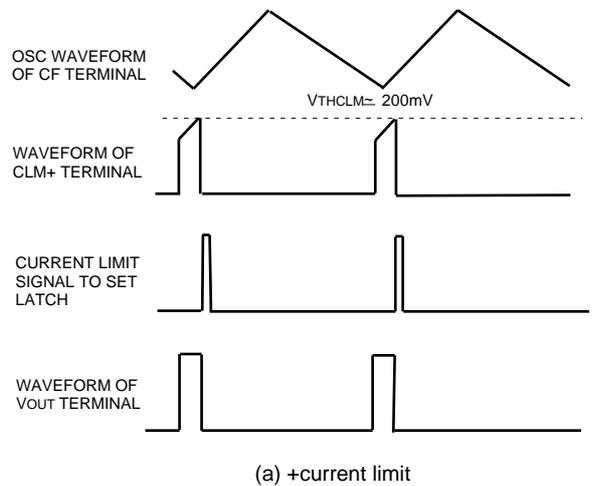 OSC WAVEFORM
OF CF TERMINAL
VTHCLM≃ 200mV
WAVEFORM OF
CLM+ TERMINAL
CURRENT LIMIT
SIGNAL TO SET
LATCH
WAVEFORM OF
VOUT TERMINAL
(a) +current limit